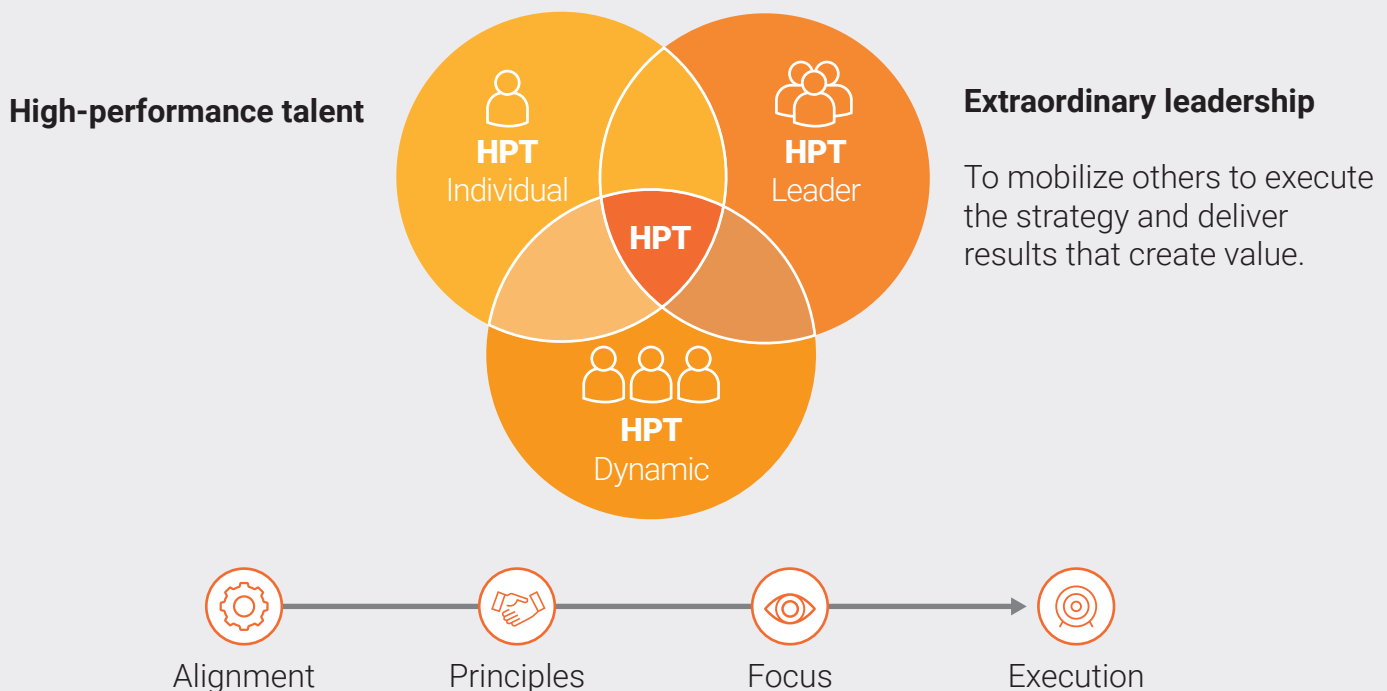 High-performance talent
HPT
Individual
HPT
Leader
HPT
HPT
Dynamic
Extraordinary leadership
To mobilize others to execute
the strategy and deliver
results that create value.
Alignment
Principles
Focus
Execution